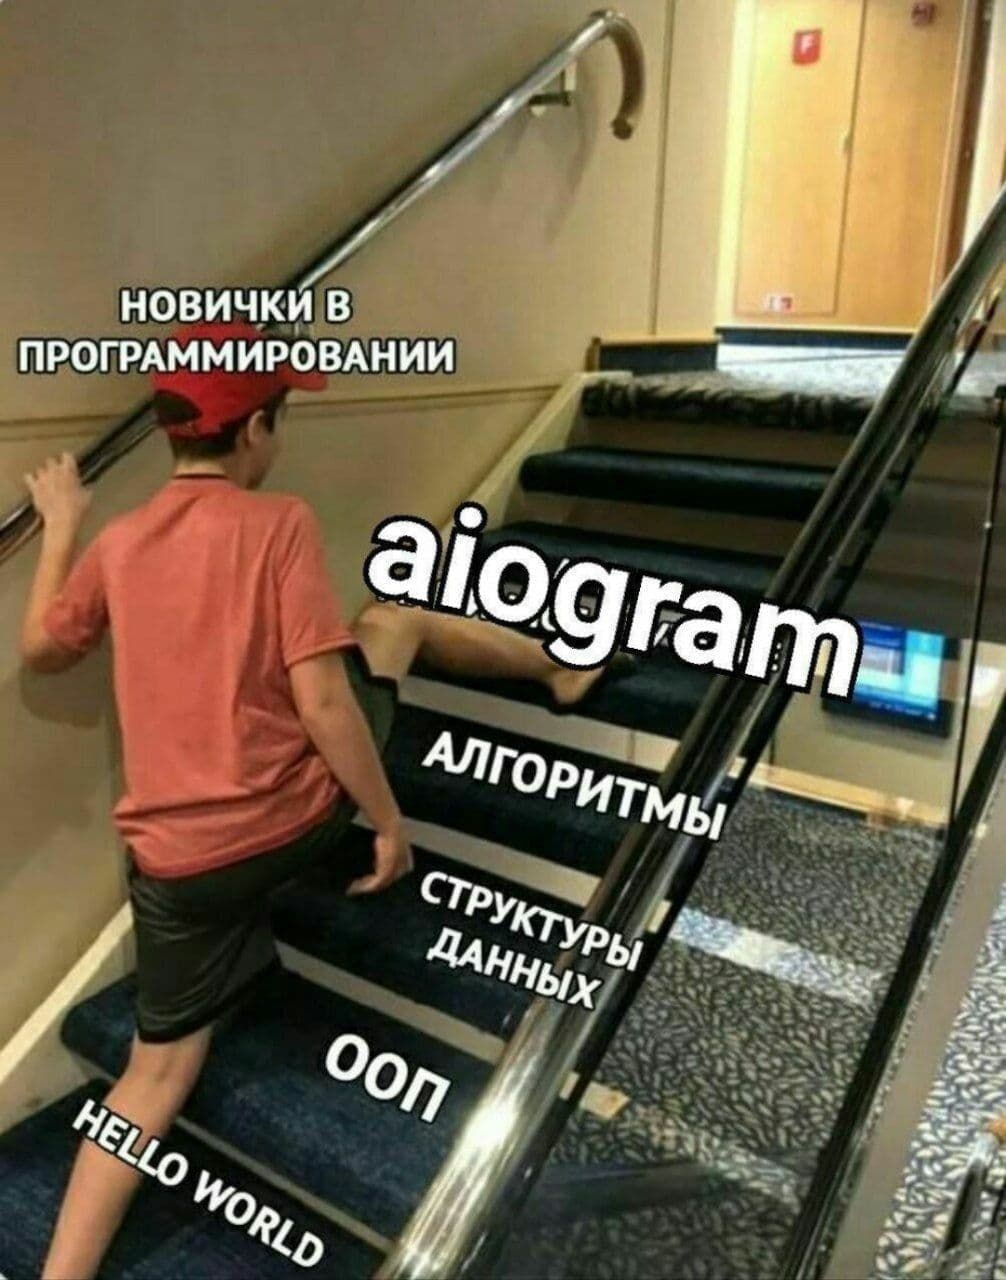 НОВИЧКИ В
ПРОГРАММИРОВАНИИ
aiogram
АЛГОРИТМЫ
СТРУКТУРЫ
ДАННЫХ
ООП
HELLO WORLD
F